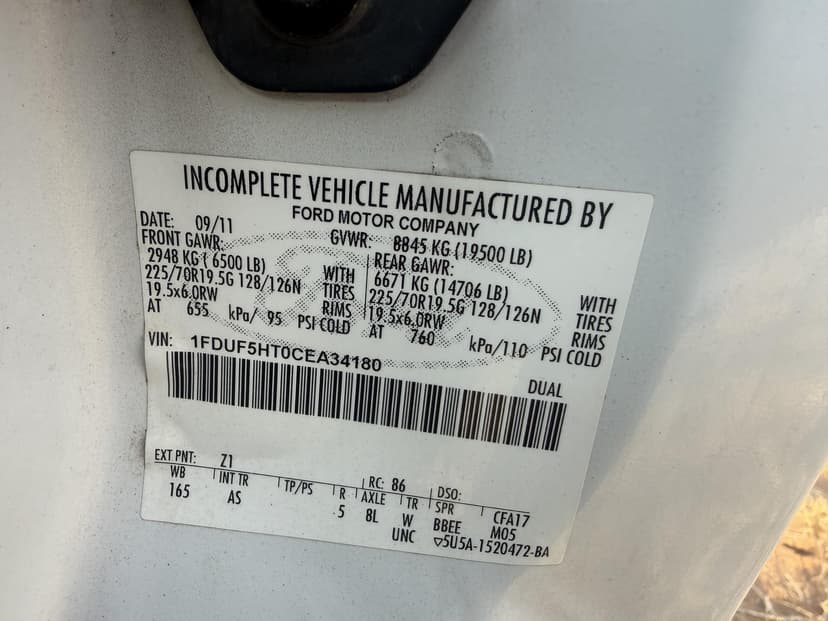 INCOMPLETE VEHICLE MANUFACTURED BY
FORD MOTOR COMPANY
DATE: 09/11 GVWR: 8845 KG (19500 LB)
FRONT GAWR: REAR GAWR:
2948 KG ( 6500 LB) WITH 6671 KG (14706 LB) WITH
225/70R19.5G 128/126N TIRES 225/70R19.5G 128/126N TIRES
19.5x6.0RW RIMS 19.5x6.0RW RIMS
AT 655 kPa/ 95 PSI COLD AT 760 kPa/110 PSI COLD
VIN: 1FDUF5HT0CEA34180
DUAL
EXT PNT: Z1 RC: 86 DSO:
WB INT TR TP/PS R AXLE TR SPR CFA17
165 AS 5 8L W BBEE M05
UNC ▽5U5A-1520472-BA